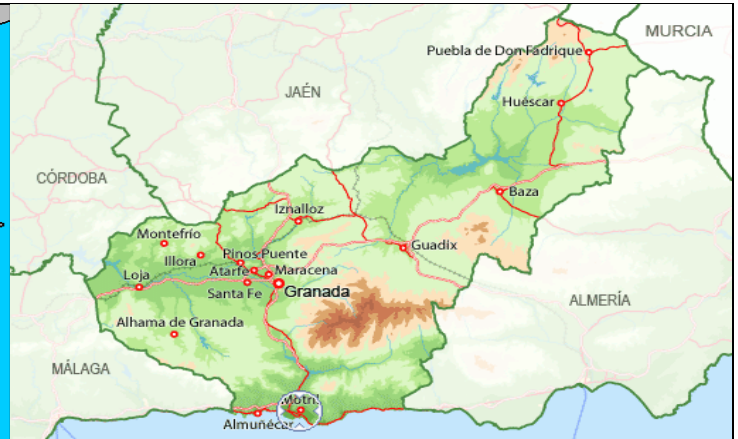 MURCIA
Puebla de Don Fadrique
JAÉN
Huéscar
CÓRDOBA
Baza
Iznalloz
Montefrío
Guadix
Illora
Pinos Puente
Atarfe
Maracena
Loja
Santa Fe
Granada
ALMERÍA
Alhama de Granada
MÁLAGA
Motril
Almuñécar